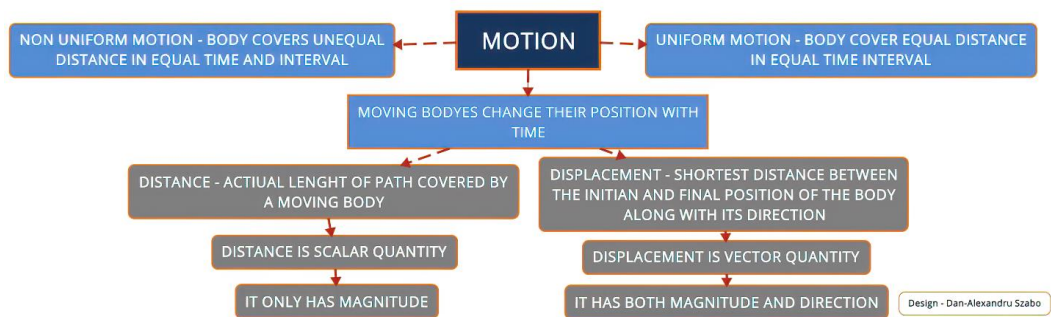 MOTION
NON UNIFORM MOTION - BODY COVERS UNEQUAL
DISTANCE IN EQUAL TIME AND INTERVAL
UNIFORM MOTION - BODY COVER EQUAL DISTANCE
IN EQUAL TIME INTERVAL
MOVING BODYES CHANGE THEIR POSITION WITH
TIME
DISTANCE - ACTIUAL LENGHT OF PATH COVERED BY
A MOVING BODY
DISTANCE IS SCALAR QUANTITY
IT ONLY HAS MAGNITUDE
DISPLACEMENT - SHORTEST DISTANCE BETWEEN
THE INITIAN AND FINAL POSITION OF THE BODY
ALONG WITH ITS DIRECTION
DISPLACEMENT IS VECTOR QUANTITY
IT HAS BOTH MAGNITUDE AND DIRECTION
Design - Dan-Alexandru Szabo